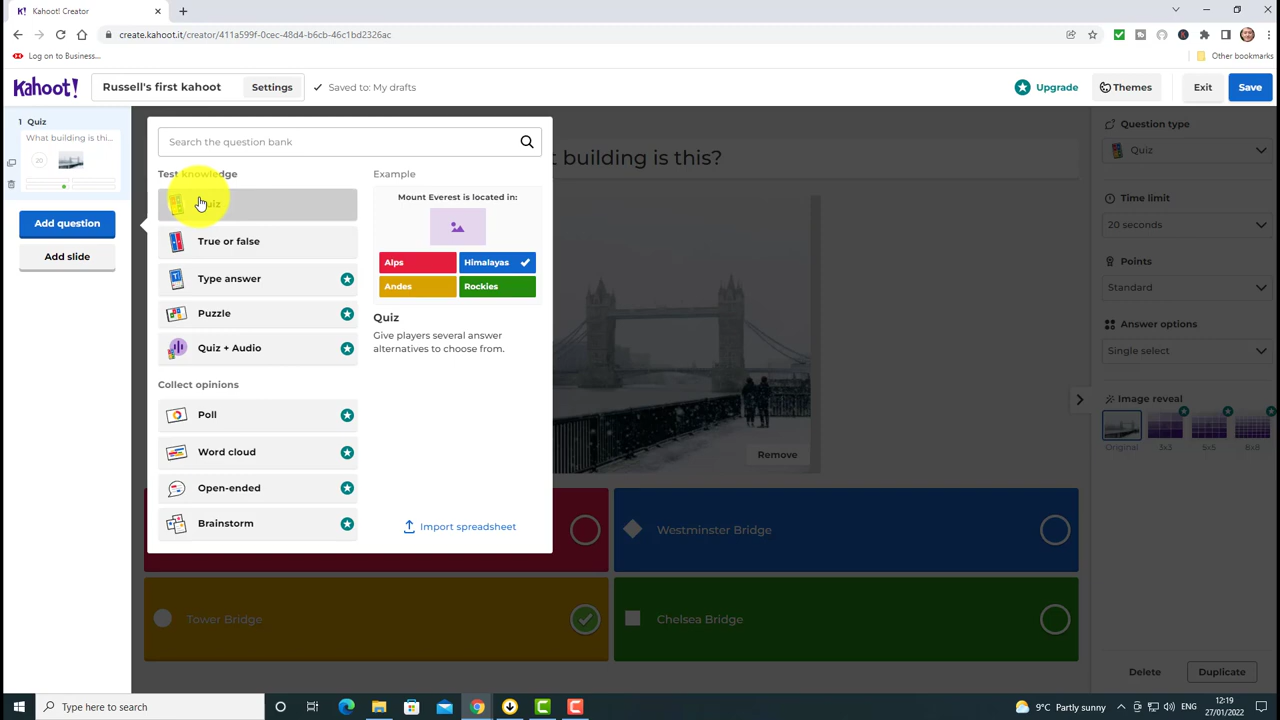 Kahoot! Creator
create.kahoot.it/creator/411a599f-0cec-48d4-b6cb-46c1bd2326ac
Log on to Business...
Other bookmarks
Kahoot!
Russell's first kahoot
Settings
Saved to: My drafts
Upgrade
Themes
Exit
Save
1 Quiz
What building is thi...
20
Add question
Add slide
Search the question bank
Test knowledge
Quiz
True or false
Type answer
Puzzle
Quiz + Audio
Collect opinions
Poll
Word cloud
Open-ended
Brainstorm
Example
Mount Everest is located in:
Alps
Himalayas
Andes
Rockies
Quiz
Give players several answer
alternatives to choose from.
Import spreadsheet
building is this?
Remove
Westminster Bridge
Tower Bridge
Chelsea Bridge
Question type
Quiz
Time limit
20 seconds
Points
Standard
Answer options
Single select
Image reveal
Original
3x3
5x5
8x8
Delete
Duplicate
Type here to search
9°C Partly sunny
ENG
12:19
27/01/2022